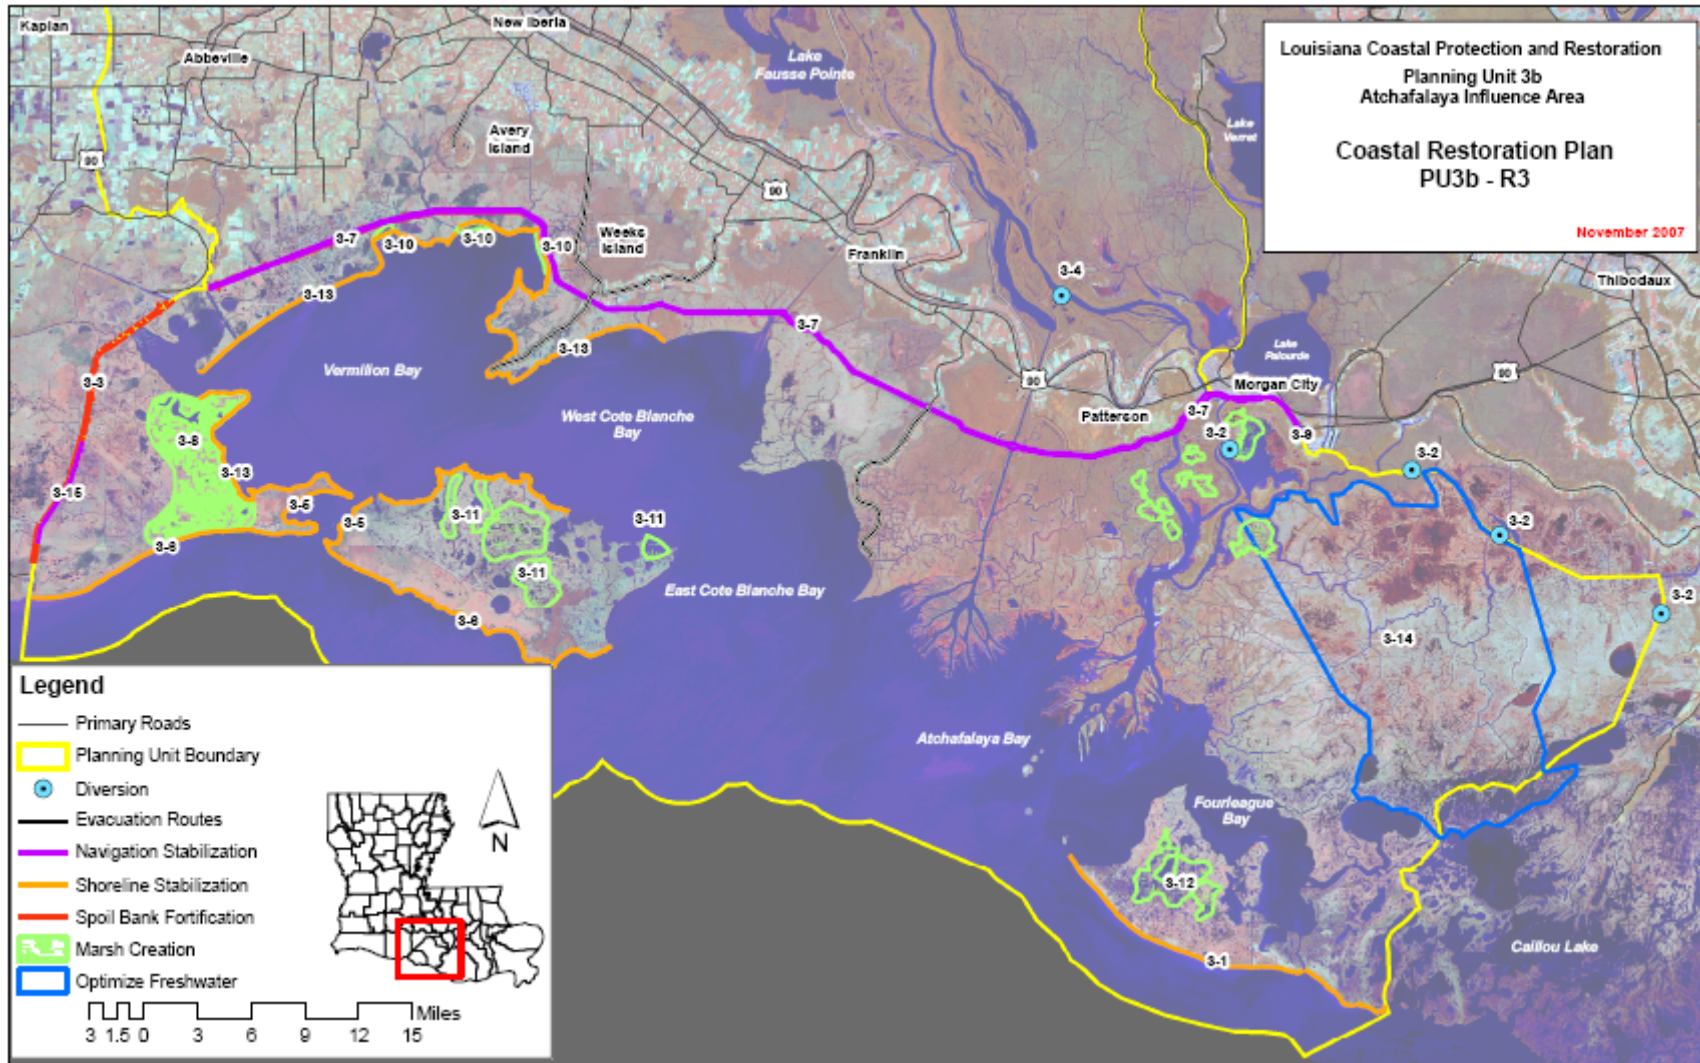 Kaplan
New Iberia
Abbeville
Lake
Fausse Pointe
Louisiana Coastal Protection and Restoration
Planning Unit 3b
Atchafalaya Influence Area
Coastal Restoration Plan
PU3b - R3
November 2007
Avery
Island
Lake
Verret
90
90
3-7
3-10
3-10
3-10
Weeks
Island
Franklin
3-4
Thibodaux
3-13
3-7
3-13
Lake
Palourde
Vermilion Bay
90
90
3-3
Morgan City
Patterson
3-7
West Cote Blanche
Bay
3-2
3-9
3-8
3-2
3-13
3-15
3-5
3-5
3-11
3-11
3-2
3-6
3-11
East Cote Blanche Bay
3-2
3-6
3-14
Atchafalaya Bay
Fourleague
Bay
3-12
Caillou Lake
3-1
Legend
Primary Roads
Planning Unit Boundary
Diversion
Evacuation Routes
Navigation Stabilization
Shoreline Stabilization
Spoil Bank Fortification
Marsh Creation
Optimize Freshwater
N
Miles
3 1.5 0 3 6 9 12 15